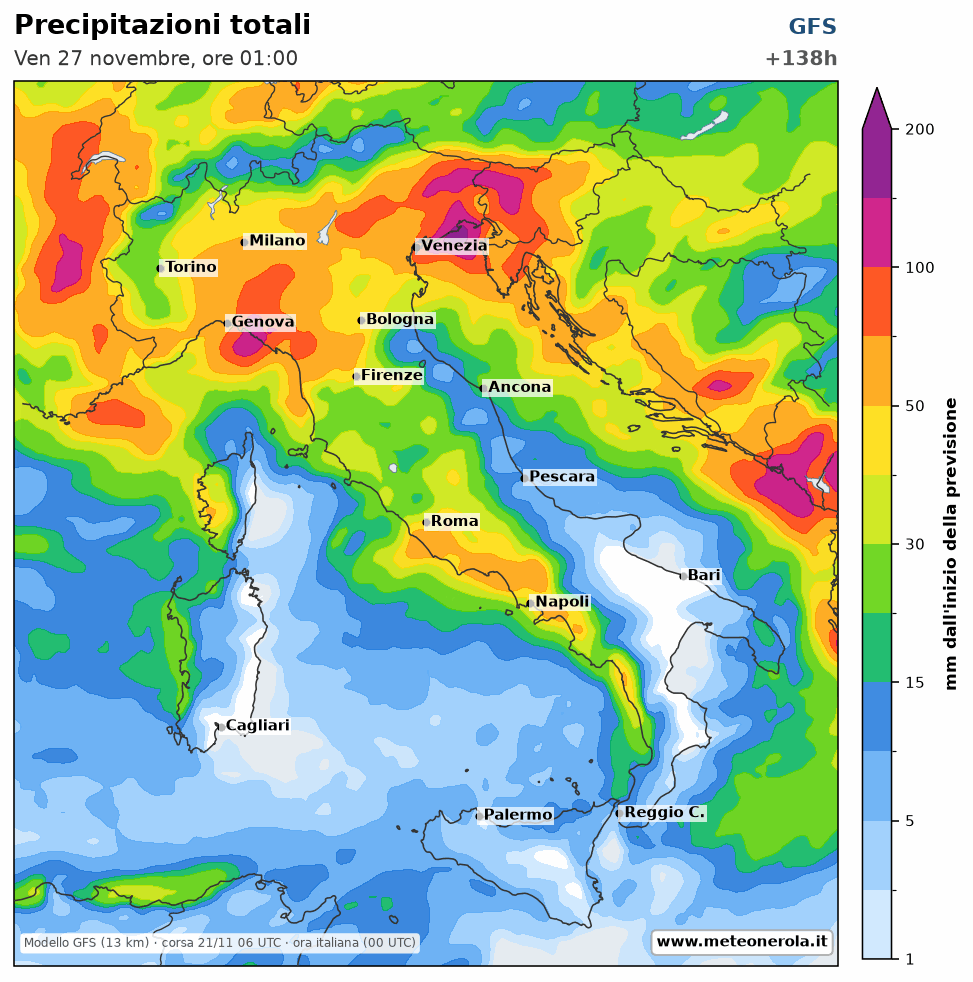 Precipitazioni totali
GFS
Ven 27 novembre, ore 01:00
+138h
Milano
Venezia
Torino
Genova
Bologna
Firenze
Ancona
Pescara
Roma
Bari
Napoli
Cagliari
Palermo
Reggio C.
200
100
50
30
15
5
1
mm dall'inizio della previsione
Modello GFS (13 km) · corsa 21/11 06 UTC · ora italiana (00 UTC)
www.meteonerola.it